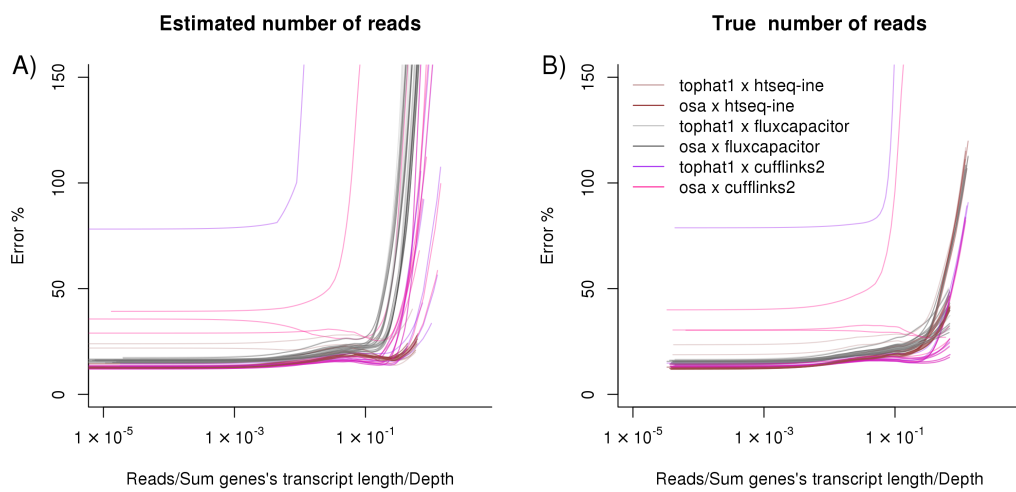 Estimated number of reads
A)
150
100
50
0
Error %
1 × 10⁻⁵
1 × 10⁻³
1 × 10⁻¹
Reads/Sum genes's transcript length/Depth
True  number of reads
B)
150
100
50
0
Error %
tophat1 x htseq-ine
osa x htseq-ine
tophat1 x fluxcapacitor
osa x fluxcapacitor
tophat1 x cufflinks2
osa x cufflinks2
1 × 10⁻⁵
1 × 10⁻³
1 × 10⁻¹
Reads/Sum genes's transcript length/Depth